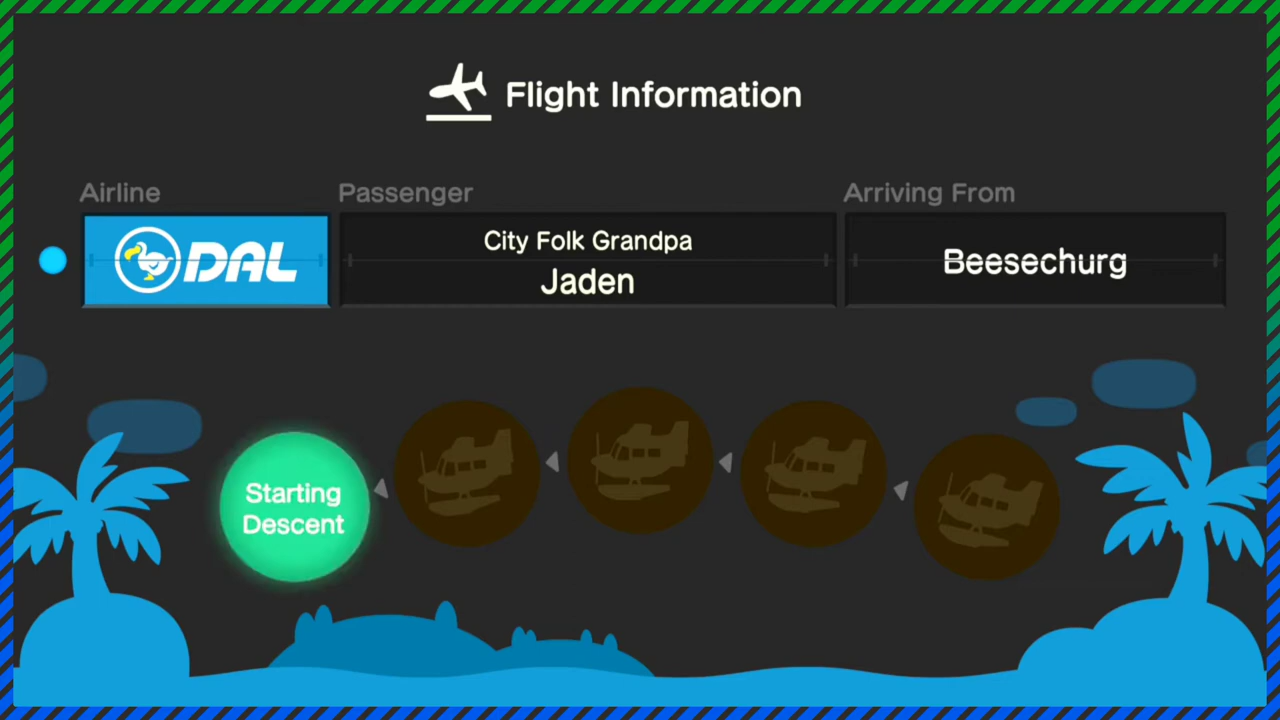 Flight Information
Airline
Passenger
Arriving From
DAL
City Folk Grandpa
Jaden
Beesechurg
Starting
Descent